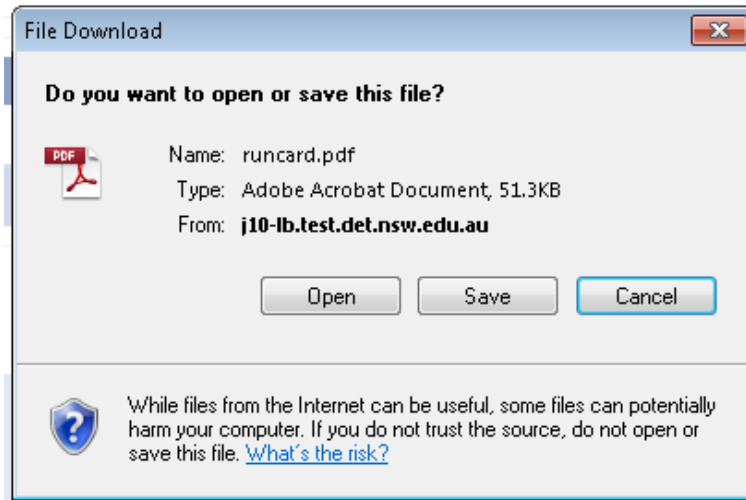 File Download
Do you want to open or save this file?
PDF
Name: runcard.pdf
Type: Adobe Acrobat Document, 51.3KB
From: j10-lb.test.det.nsw.edu.au
Open Save Cancel
While files from the Internet can be useful, some files can potentially
harm your computer. If you do not trust the source, do not open or
save this file. What's the risk?